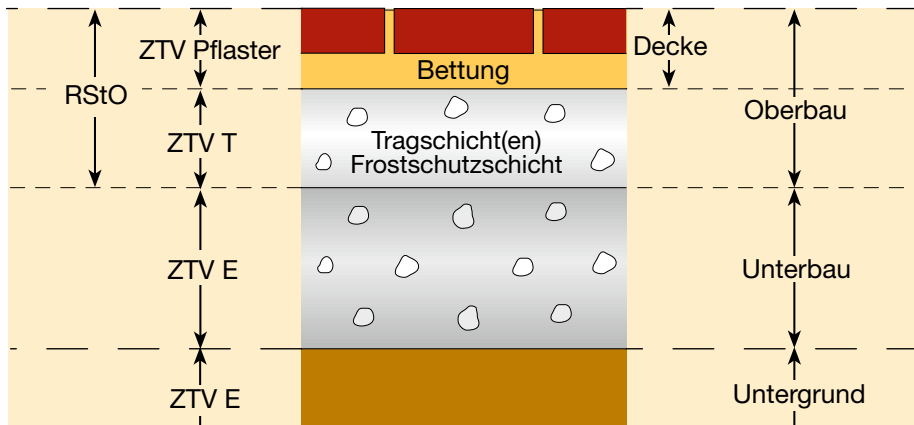 ZTV Pflaster
Decke
Bettung
RStO
Oberbau
ZTV T
Tragschicht(en)
Frostschutzschicht
ZTV E
Unterbau
ZTV E
Untergrund